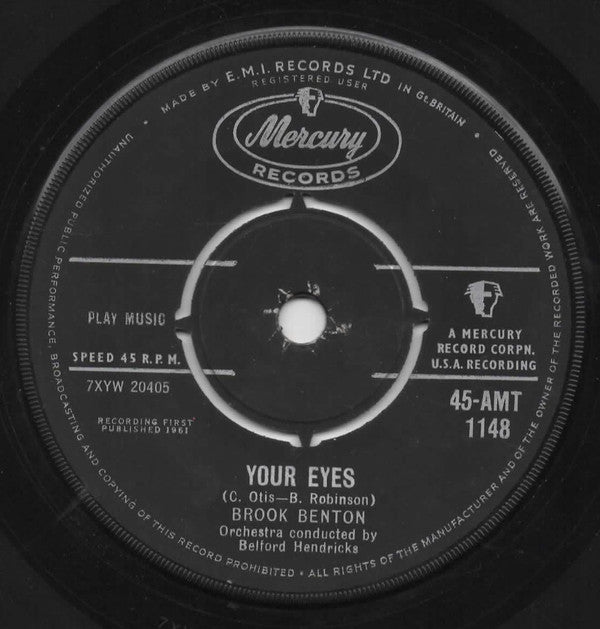 MADE BY E.M.I. RECORDS LTD IN Gt.BRITAIN
REGISTERED USER
Mercury
RECORDS
PLAY MUSIC
SPEED 45 R.P.M.
7XYW 20405
RECORDING FIRST
PUBLISHED 1961
A MERCURY
RECORD CORPN.
U.S.A. RECORDING
45-AMT
1148
YOUR EYES
(C. Otis—B. Robinson)
BROOK BENTON
Orchestra conducted by
Belford Hendricks
UNAUTHORIZED PUBLIC PERFORMANCE, BROADCASTING AND COPYING OF THIS RECORD PROHIBITED • ALL RIGHTS OF THE MANUFACTURER AND OF THE OWNER OF THE RECORDED WORK ARE RESERVED